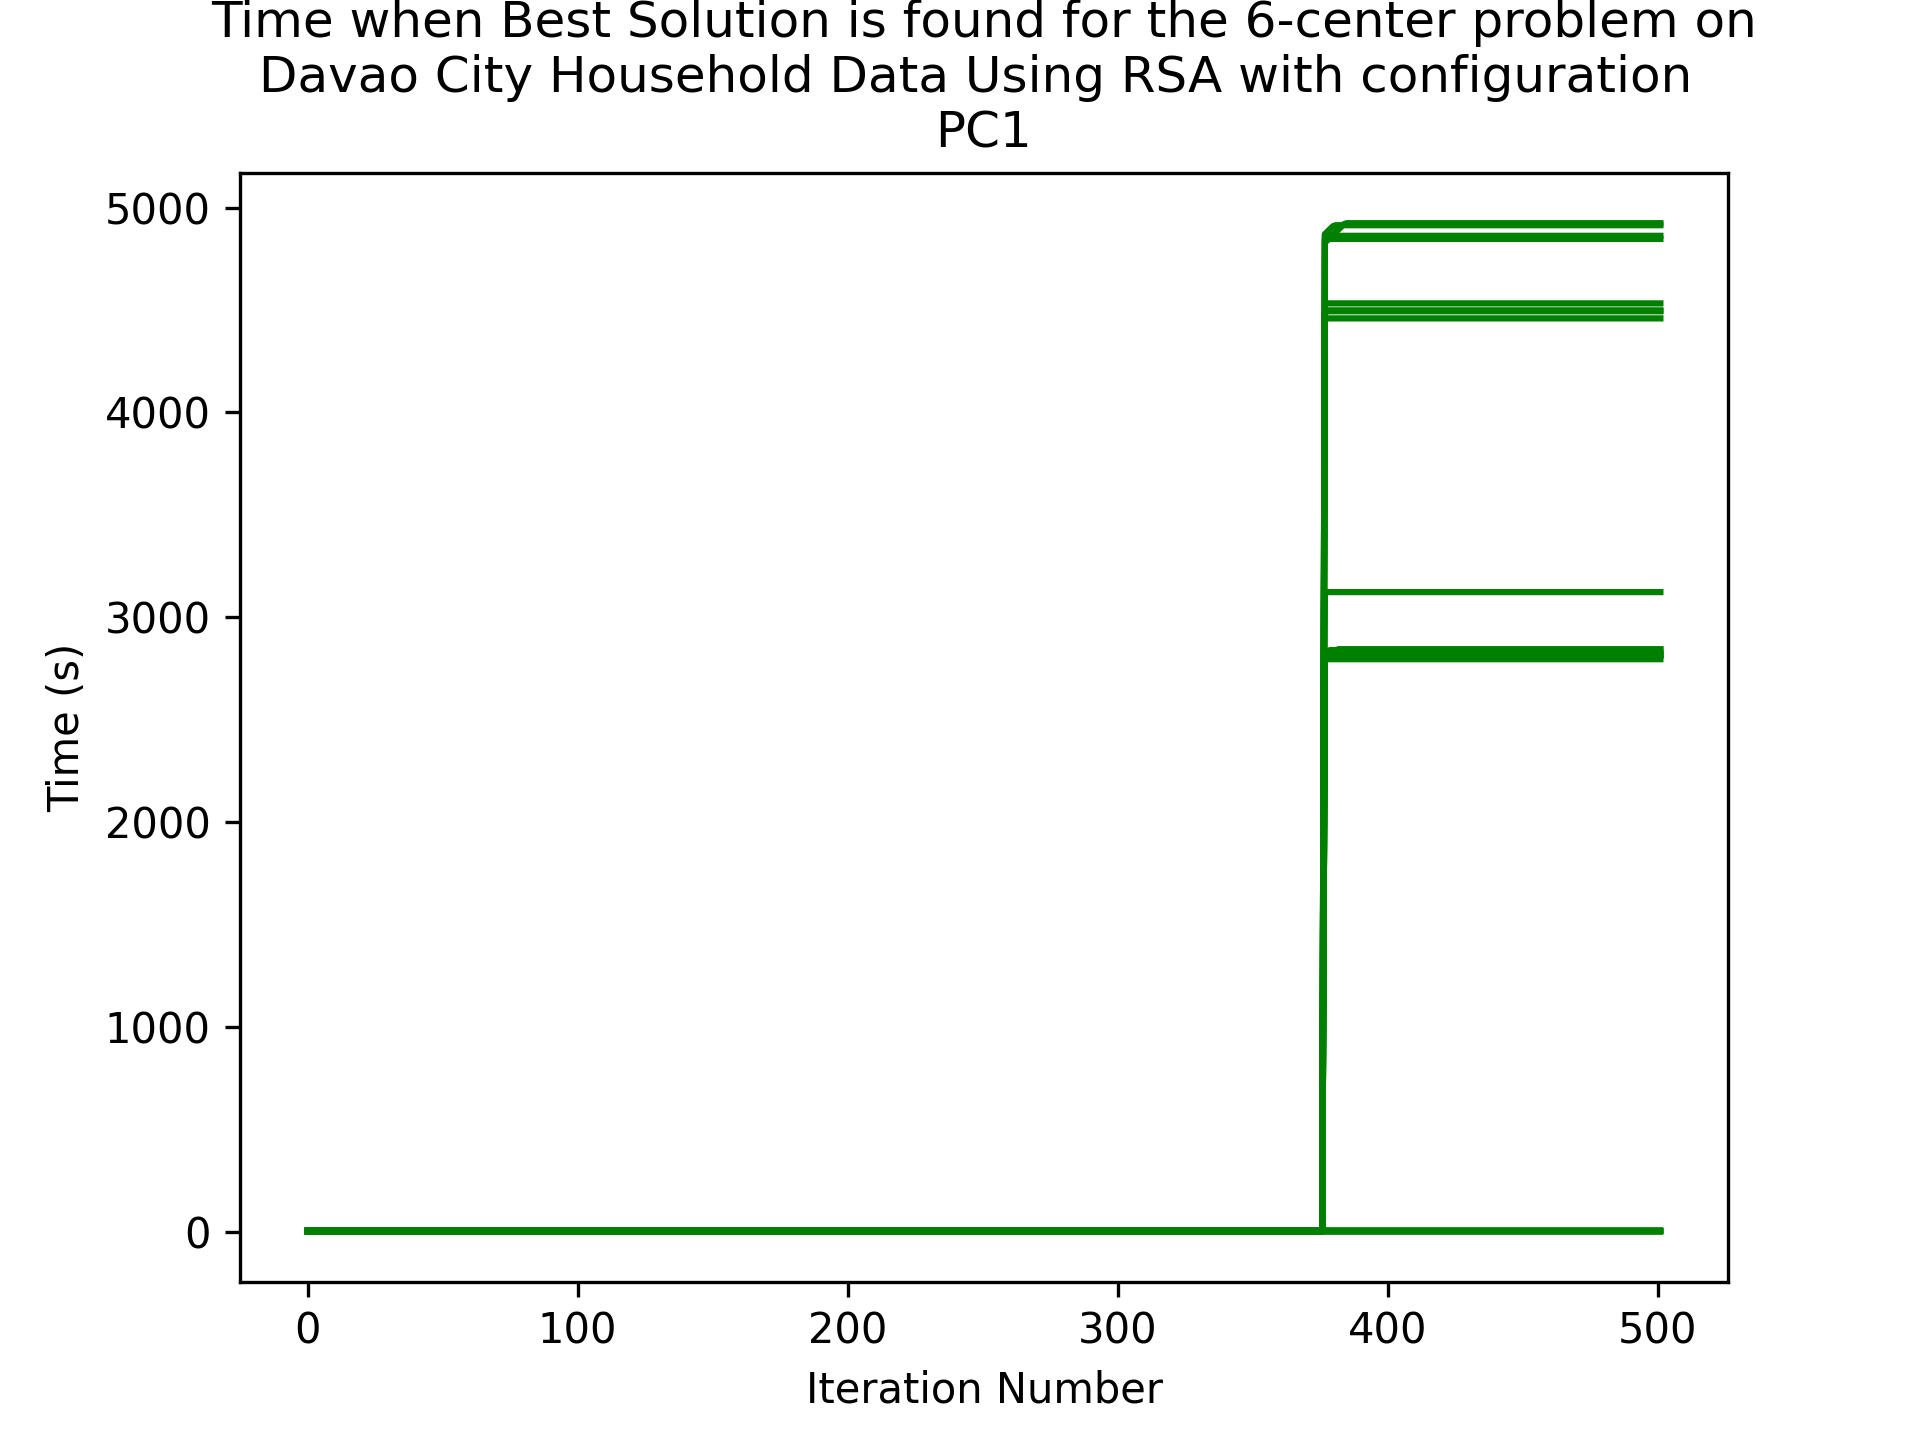 Time when Best Solution is found for the 6-center problem on
Davao City Household Data Using RSA with configuration
PC1
5000
4000
3000
2000
1000
0
Time (s)
0 100 200 300 400 500
Iteration Number